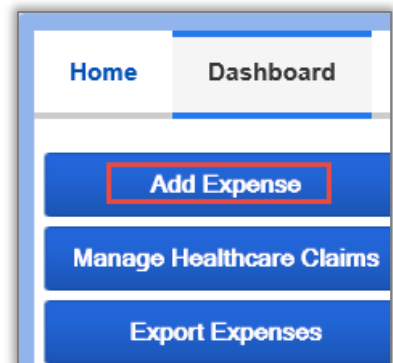 Home Dashboard
Add Expense
Manage Healthcare Claims
Export Expenses